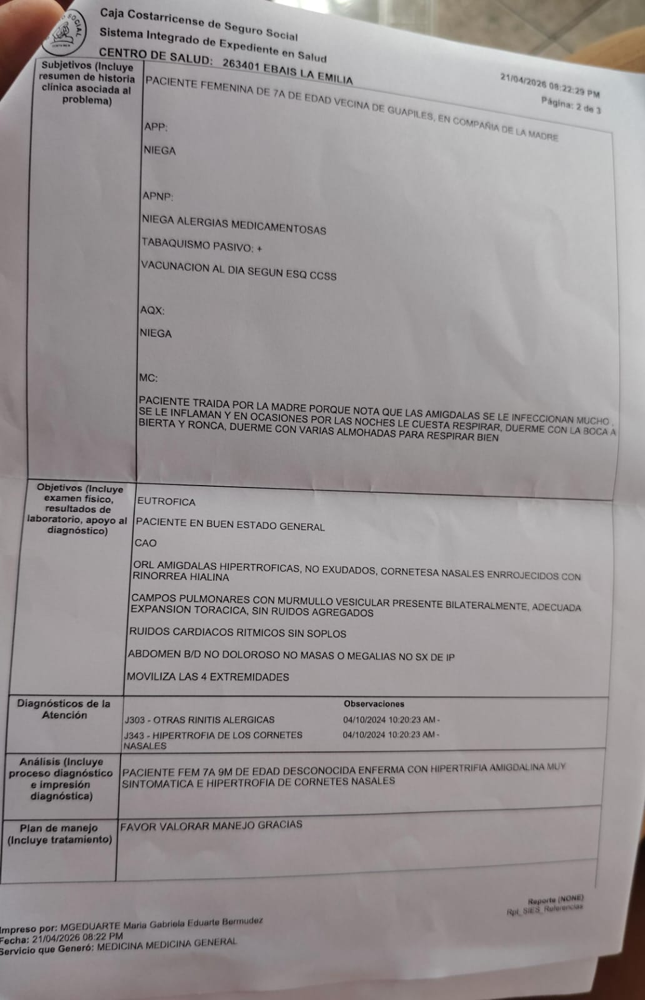 SOCIAL
COSTA RICA
Caja Costarricense de Seguro Social
Sistema Integrado de Expediente en Salud
CENTRO DE SALUD: 263401 EBAIS LA EMILIA
21/04/2026 08:22:29 PM
Página: 2 de 3
Subjetivos (Incluye
resumen de historia
clínica asociada al
problema)
PACIENTE FEMENINA DE 7A DE EDAD VECINA DE GUAPILES, EN COMPAÑIA DE LA MADRE
APP:
NIEGA
APNP:
NIEGA ALERGIAS MEDICAMENTOSAS
TABAQUISMO PASIVO: +
VACUNACION AL DIA SEGUN ESQ CCSS
AQX:
NIEGA
MC:
PACIENTE TRAIDA POR LA MADRE PORQUE NOTA QUE LAS AMIGDALAS SE LE INFECCIONAN MUCHO ,
SE LE INFLAMAN Y EN OCASIONES POR LAS NOCHES LE CUESTA RESPIRAR, DUERME CON LA BOCA A
BIERTA Y RONCA, DUERME CON VARIAS ALMOHADAS PARA RESPIRAR BIEN
Objetivos (Incluye
examen físico,
resultados de
laboratorio, apoyo al
diagnóstico)
EUTROFICA
PACIENTE EN BUEN ESTADO GENERAL
CAO
ORL AMIGDALAS HIPERTROFICAS, NO EXUDADOS, CORNETESA NASALES ENRROJECIDOS CON
RINORREA HIALINA
CAMPOS PULMONARES CON MURMULLO VESICULAR PRESENTE BILATERALMENTE, ADECUADA
EXPANSION TORACICA, SIN RUIDOS AGREGADOS
RUIDOS CARDIACOS RITMICOS SIN SOPLOS
ABDOMEN B/D NO DOLOROSO NO MASAS O MEGALIAS NO SX DE IP
MOVILIZA LAS 4 EXTREMIDADES
Diagnósticos de la
Atención
Observaciones
J303 - OTRAS RINITIS ALERGICAS 04/10/2024 10:20:23 AM -
J343 - HIPERTROFIA DE LOS CORNETES 04/10/2024 10:20:23 AM -
NASALES
Análisis (Incluye
proceso diagnóstico
e impresión
diagnóstica)
PACIENTE FEM 7A 9M DE EDAD DESCONOCIDA ENFERMA CON HIPERTRIFIA AMIGDALINA MUY
SINTOMATICA E HIPERTROFIA DE CORNETES NASALES
Plan de manejo
(Incluye tratamiento)
FAVOR VALORAR MANEJO GRACIAS
Reporte (NONE)
Rpt_SIES_Referencias
Impreso por: MGEDUARTE Maria Gabriela Eduarte Bermudez
Fecha: 21/04/2026 08:22 PM
Servicio que Generó: MEDICINA MEDICINA GENERAL